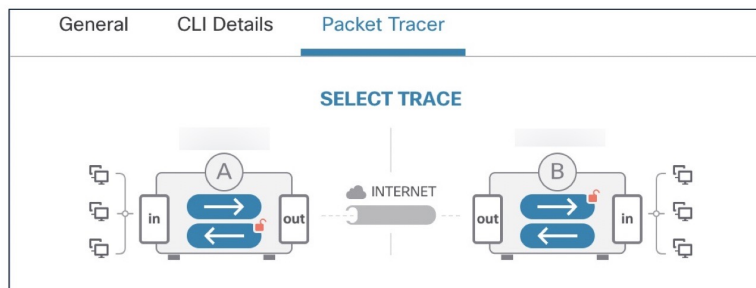 General CLI Details Packet Tracer
SELECT TRACE
A B
INTERNET
in out out in